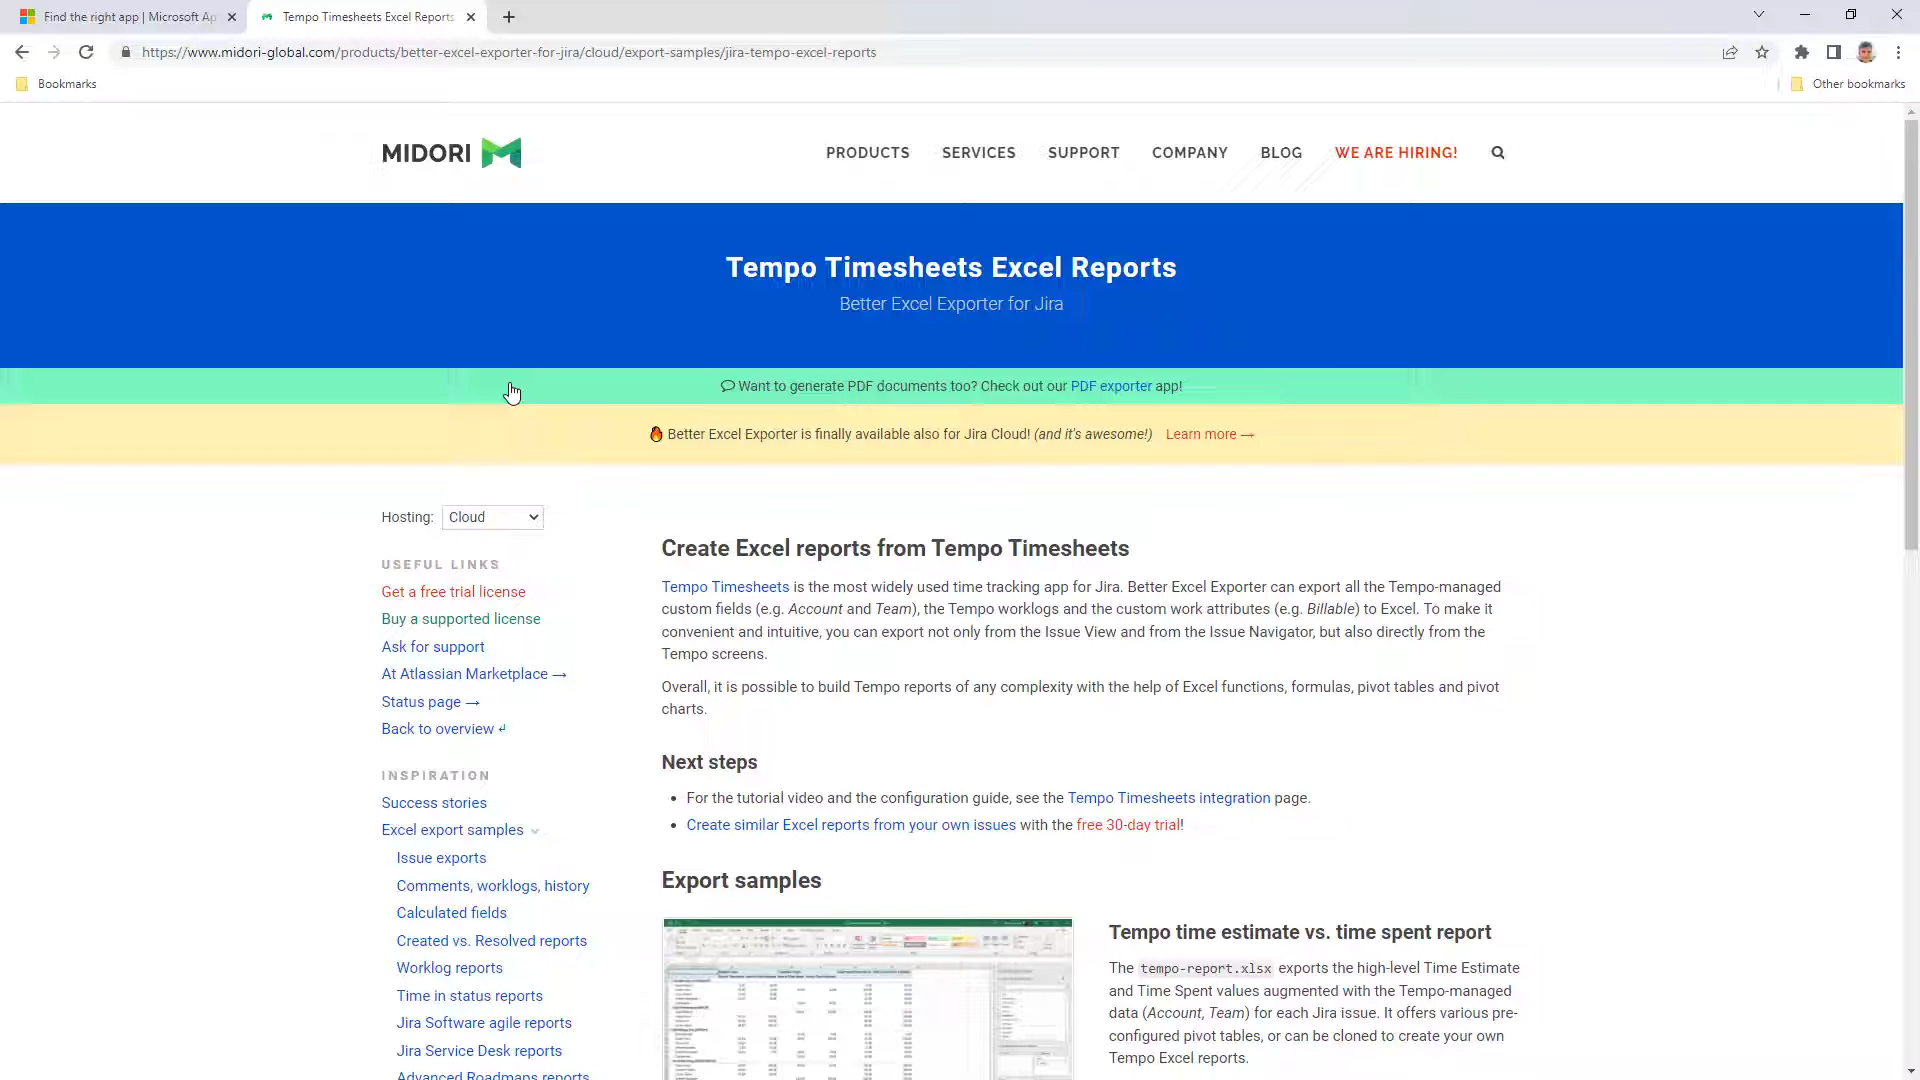 Find the right app | Microsoft Ap
Tempo Timesheets Excel Reports
https://www.midori-global.com/products/better-excel-exporter-for-jira/cloud/export-samples/jira-tempo-excel-reports
Bookmarks
Other bookmarks
MIDORI
PRODUCTS
SERVICES
SUPPORT
COMPANY
BLOG
WE ARE HIRING!
Tempo Timesheets Excel Reports
Better Excel Exporter for Jira
Want to generate PDF documents too? Check out our PDF exporter app!
Better Excel Exporter is finally available also for Jira Cloud! (and it's awesome!) Learn more →
Hosting: Cloud
USEFUL LINKS
Get a free trial license
Buy a supported license
Ask for support
At Atlassian Marketplace →
Status page →
Back to overview ↲
INSPIRATION
Success stories
Excel export samples
Issue exports
Comments, worklogs, history
Calculated fields
Created vs. Resolved reports
Worklog reports
Time in status reports
Jira Software agile reports
Jira Service Desk reports
Advanced Roadmaps reports
Create Excel reports from Tempo Timesheets
Tempo Timesheets is the most widely used time tracking app for Jira. Better Excel Exporter can export all the Tempo-managed
custom fields (e.g. Account and Team), the Tempo worklogs and the custom work attributes (e.g. Billable) to Excel. To make it
convenient and intuitive, you can export not only from the Issue View and from the Issue Navigator, but also directly from the
Tempo screens.
Overall, it is possible to build Tempo reports of any complexity with the help of Excel functions, formulas, pivot tables and pivot
charts.
Next steps
• For the tutorial video and the configuration guide, see the Tempo Timesheets integration page.
• Create similar Excel reports from your own issues with the free 30-day trial!
Export samples
Tempo time estimate vs. time spent report
The tempo-report.xlsx exports the high-level Time Estimate
and Time Spent values augmented with the Tempo-managed
data (Account, Team) for each Jira issue. It offers various pre-
configured pivot tables, or can be cloned to create your own
Tempo Excel reports.